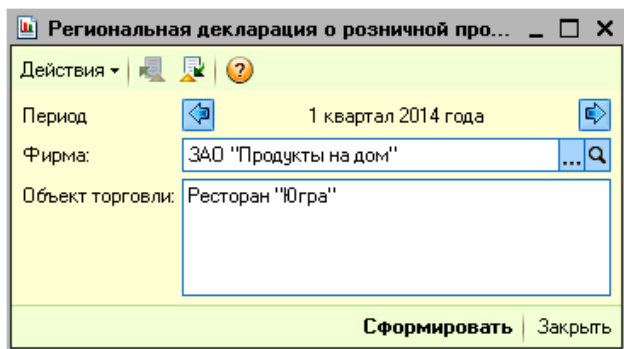 Региональная декларация о розничной про...
Действия
Период 1 квартал 2014 года
Фирма: ЗАО "Продукты на дом" ...
Объект торговли: Ресторан "Югра"
Сформировать Закрыть